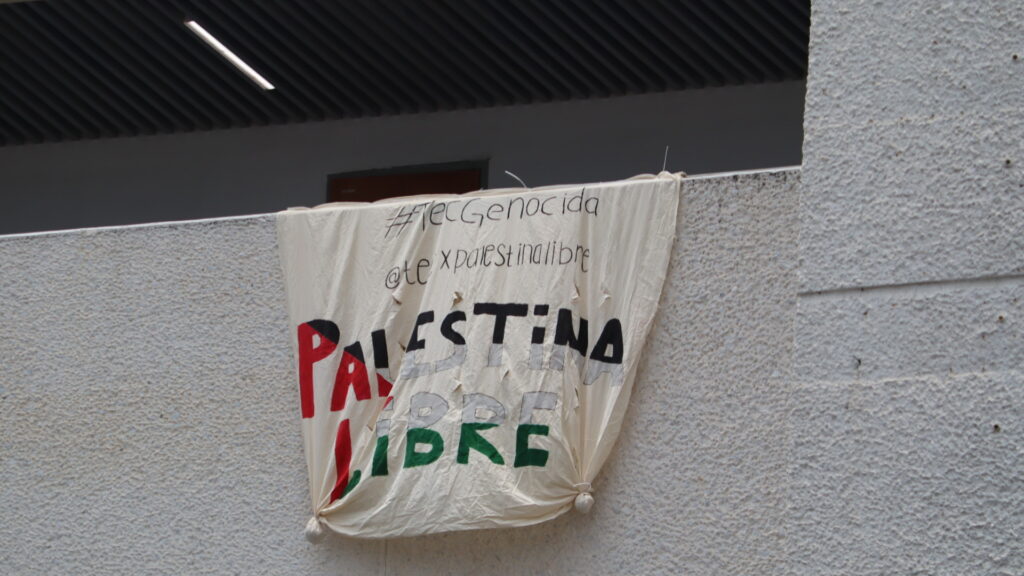 #TecGenocida
@te xpalestinalibre
PALESTiNA
LiBRE